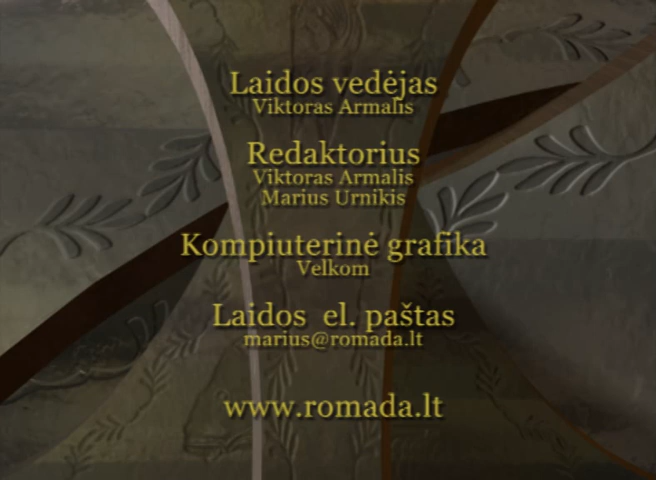 Laidos vedėjas
Viktoras Armalis
Redaktorius
Viktoras Armalis
Marius Urnikis
Kompiuterinė grafika
Velkom
Laidos el. paštas
marius@romada.lt
www.romada.lt